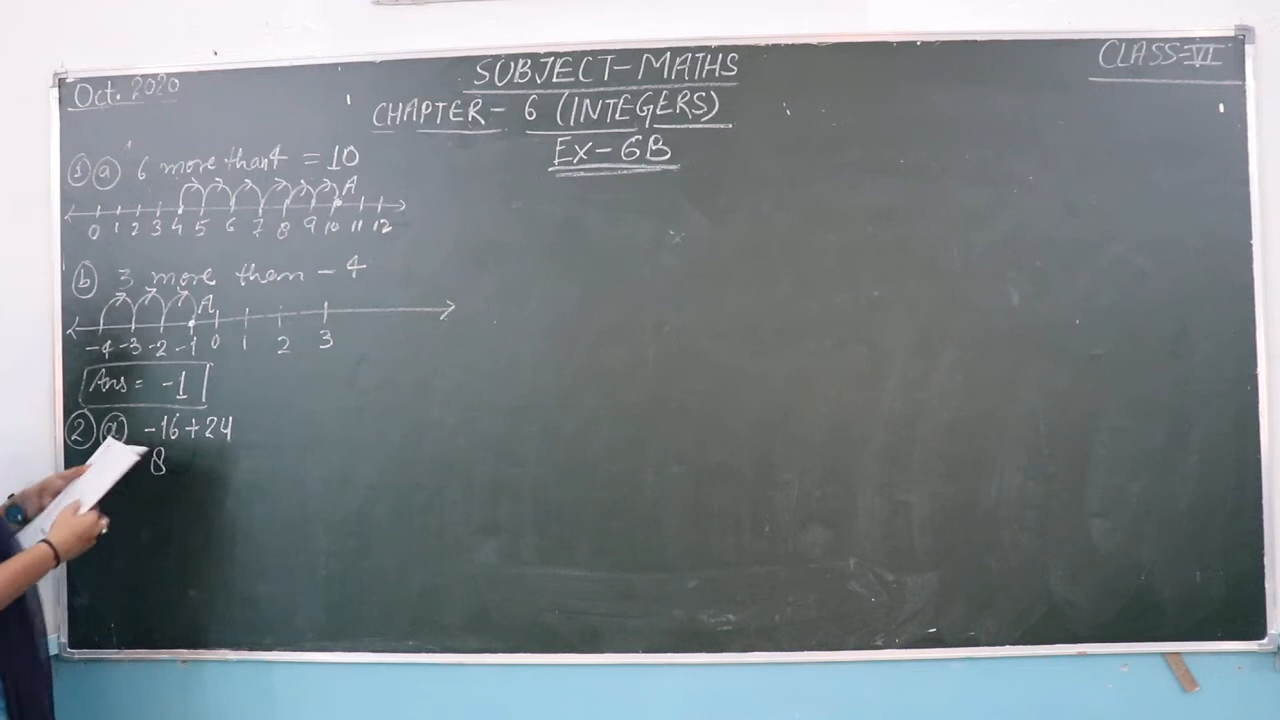 Oct. 2020
SUBJECT-MATHS
CLASS-VI
CHAPTER- 6 (INTEGERS)
EX-6B
1 a 6 more than 4 = 10
A
0 1 2 3 4 5 6 7 8 9 10 11 12
b 3 more than - 4
A
-4 -3 -2 -1 0 1 2 3
Ans = -1
2 a -16+24
8